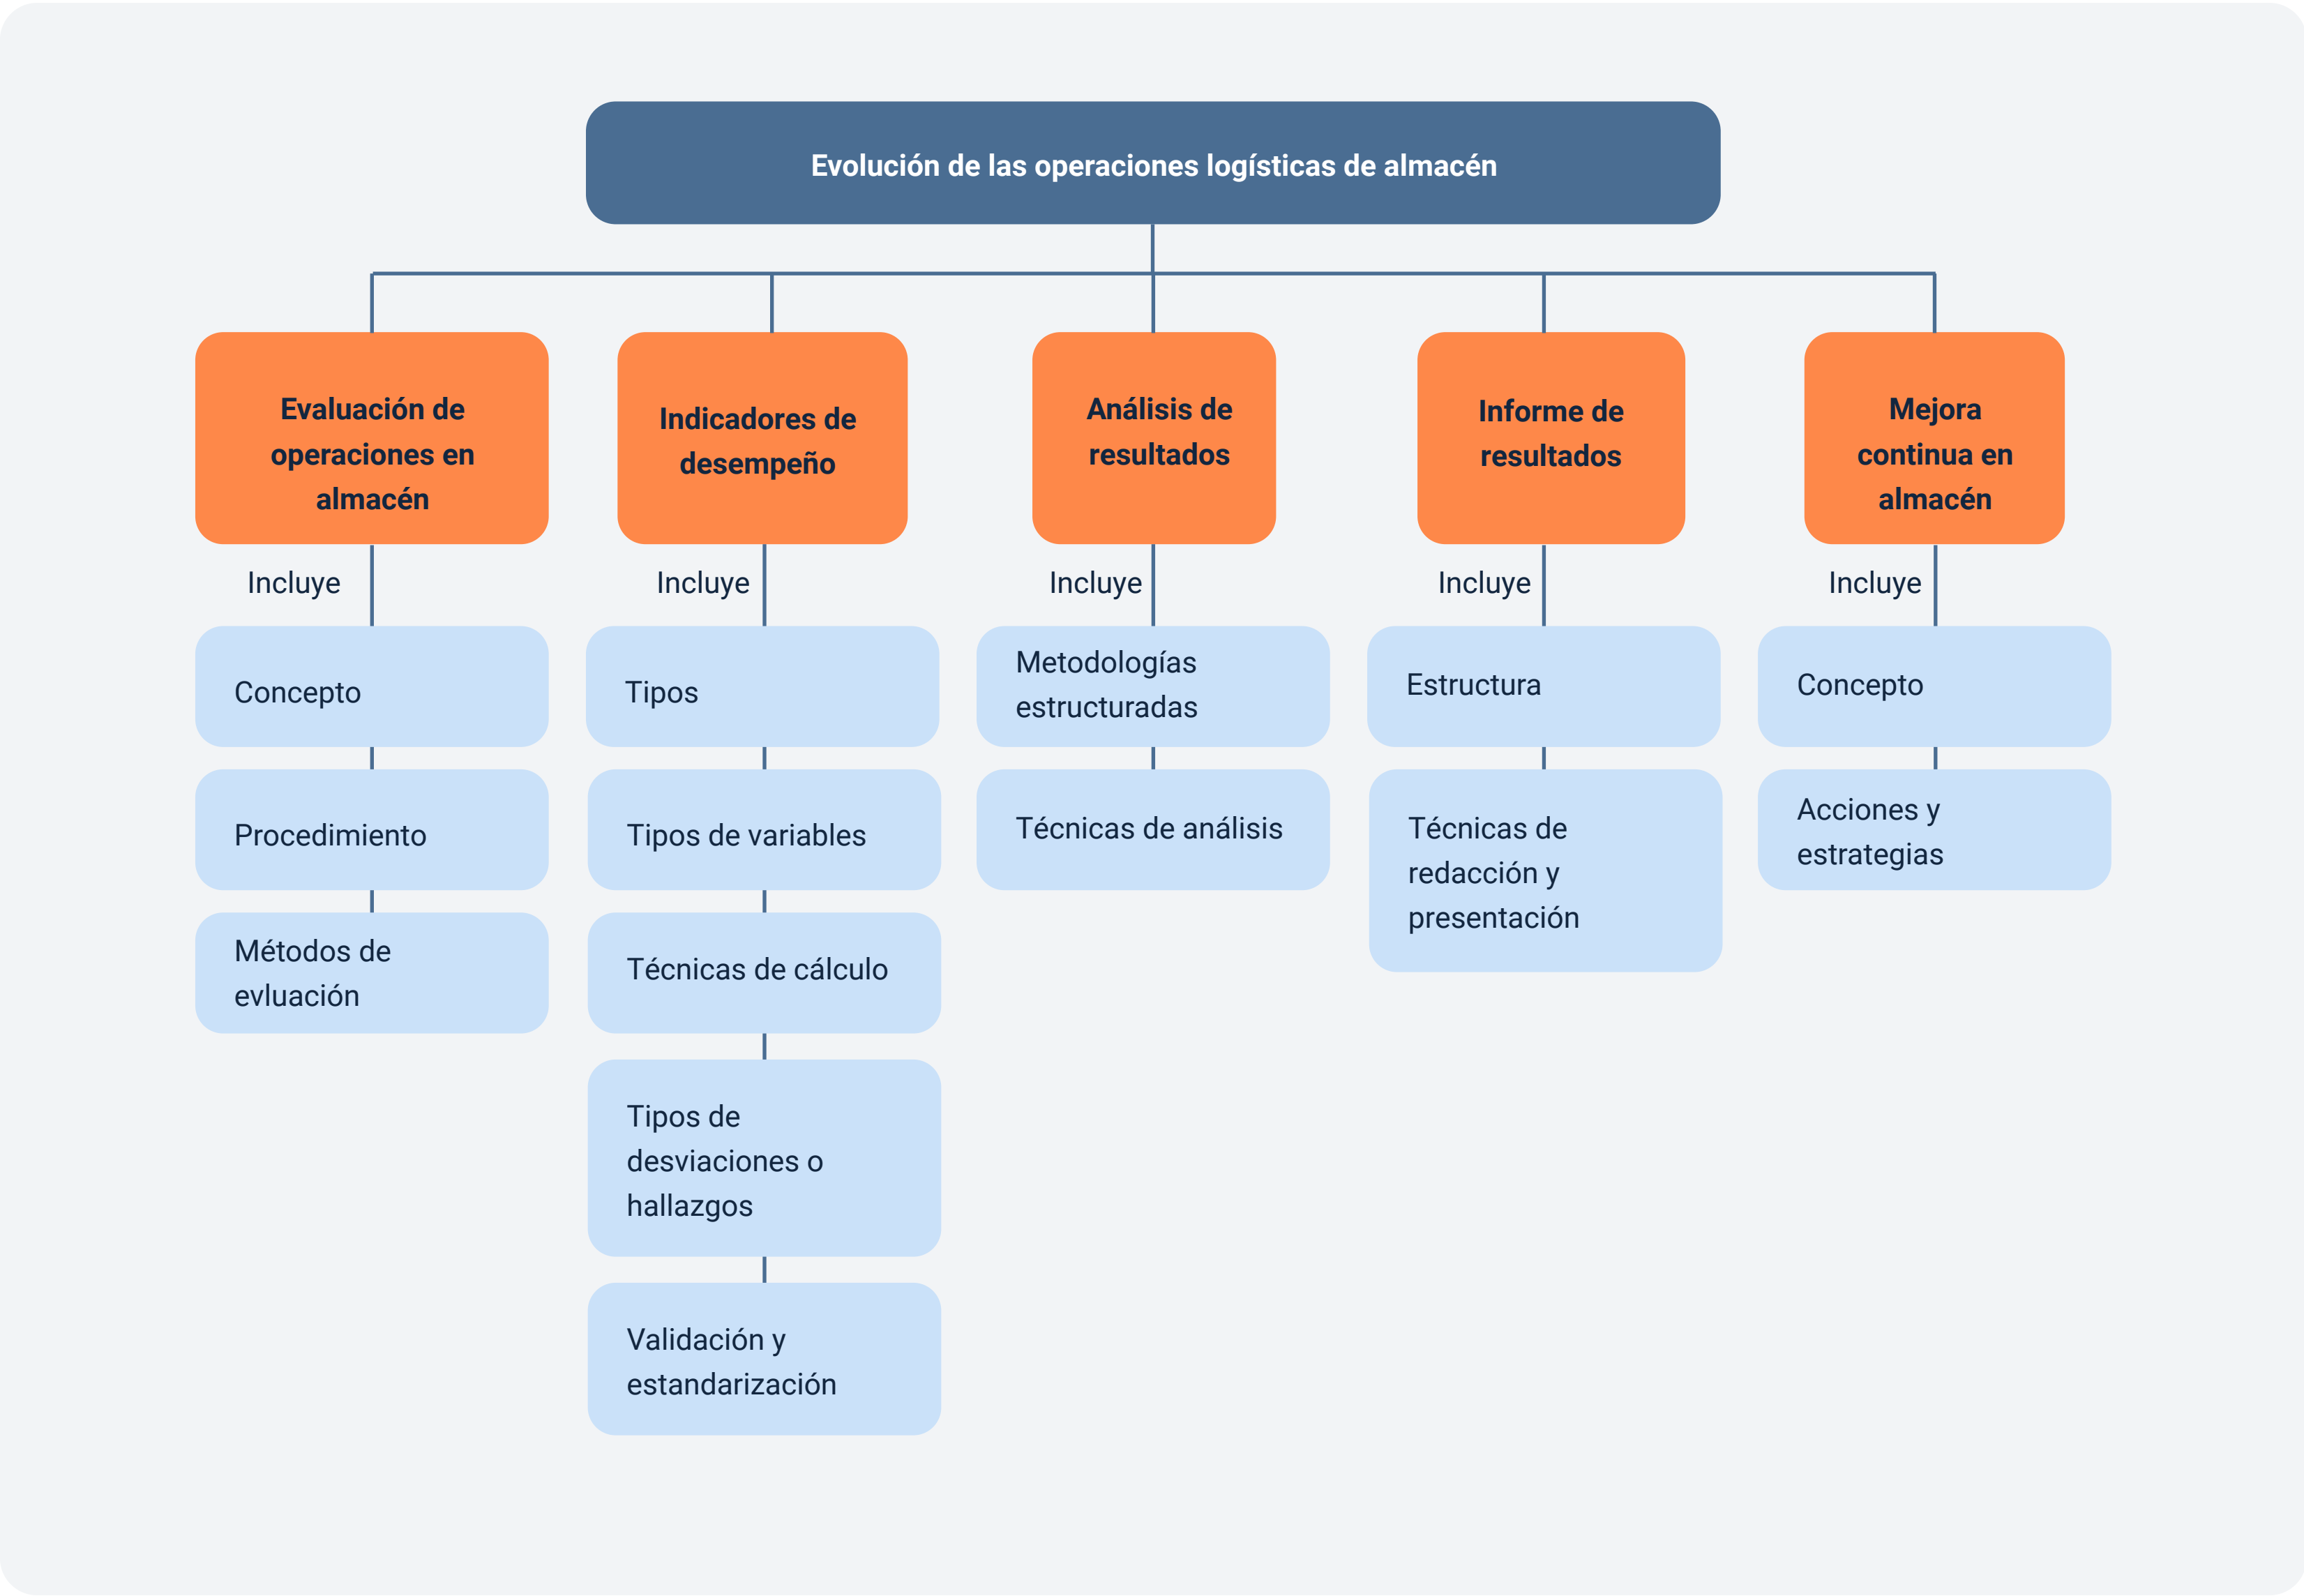 Evolución de las operaciones logísticas de almacén
Evaluación de
operaciones en
almacén
Incluye
Concepto
Procedimiento
Métodos de
evluación
Indicadores de
desempeño
Incluye
Tipos
Tipos de variables
Técnicas de cálculo
Tipos de
desviaciones o
hallazgos
Validación y
estandarización
Análisis de
resultados
Incluye
Metodologías
estructuradas
Técnicas de análisis
Informe de
resultados
Incluye
Estructura
Técnicas de
redacción y
presentación
Mejora
continua en
almacén
Incluye
Concepto
Acciones y
estrategias